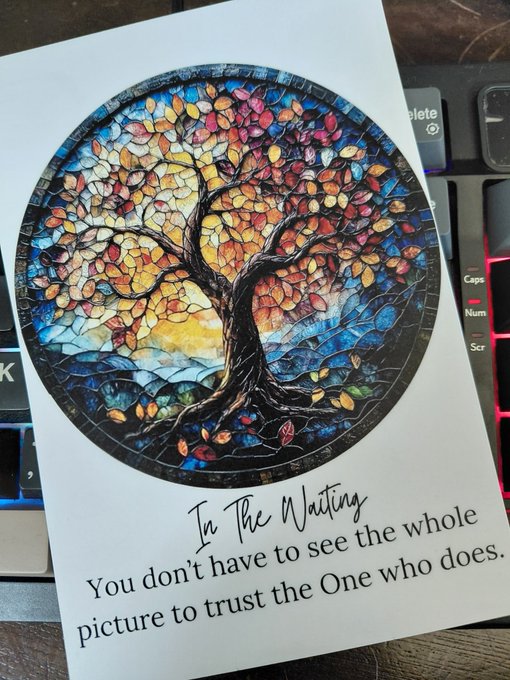 elete
Caps
Num
Scr
K
,
In The Waiting
You don't have to see the whole
picture to trust the One who does.